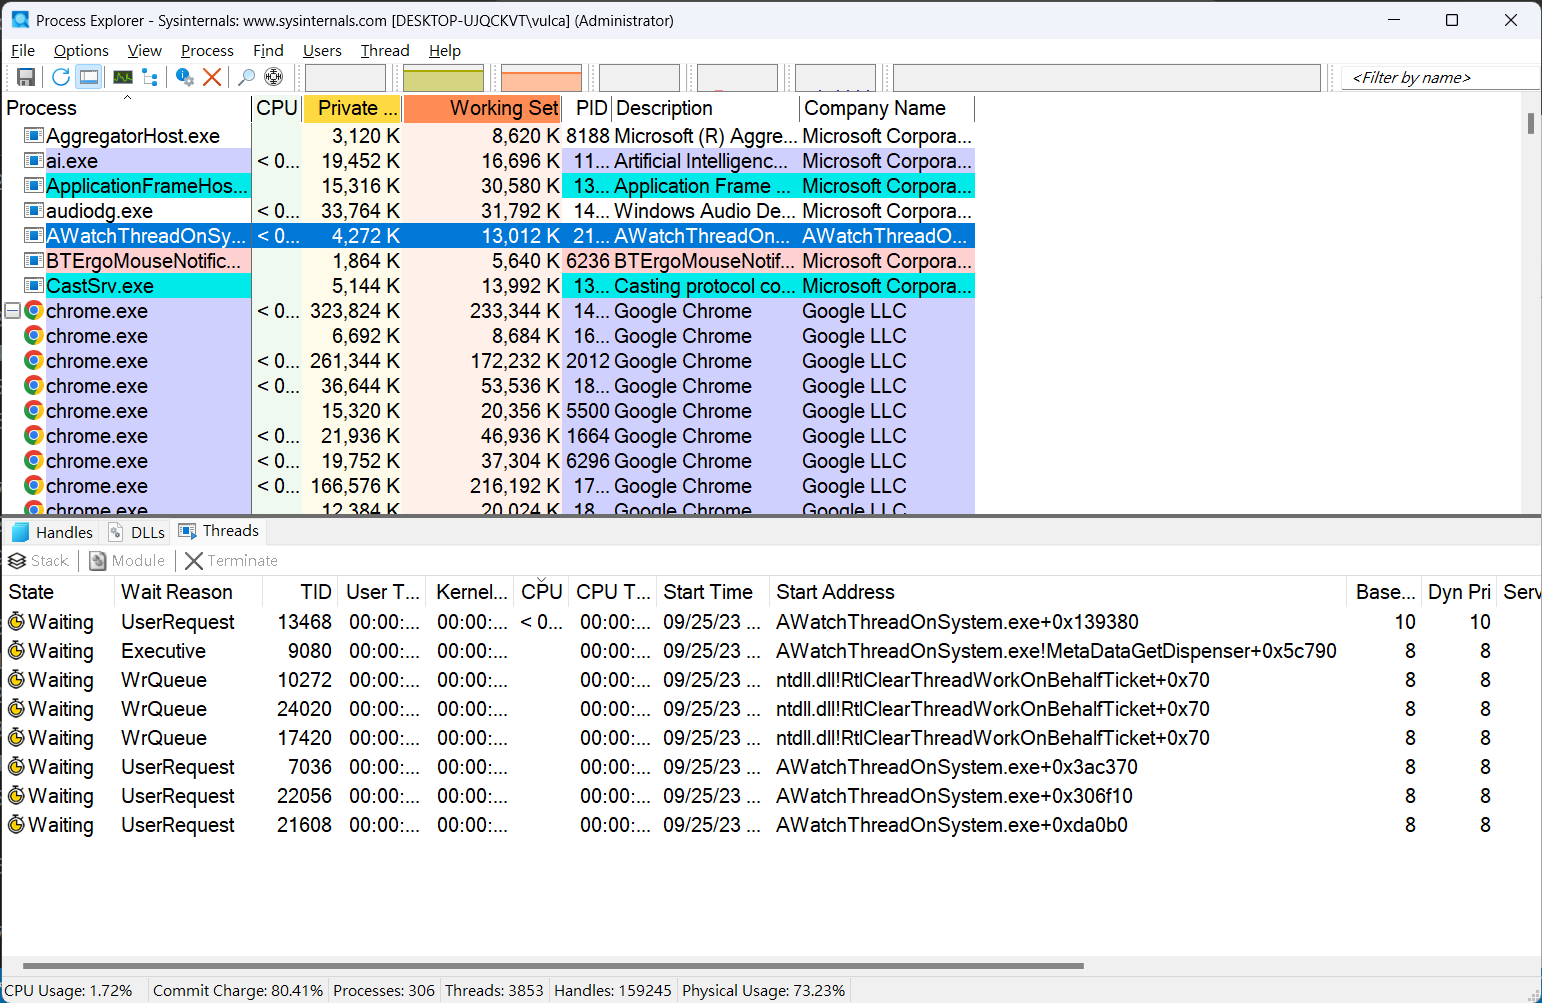 Process Explorer - Sysinternals: www.sysinternals.com [DESKTOP-UJQCKVT\vulca] (Administrator)
File Options View Process Find Users Thread Help
<Filter by name>
Process CPU Private ... Working Set PID Description Company Name
AggregatorHost.exe 3,120 K 8,620 K 8188 Microsoft (R) Aggre... Microsoft Corpora...
ai.exe < 0... 19,452 K 16,696 K 11... Artificial Intelligenc... Microsoft Corpora...
ApplicationFrameHos... 15,316 K 30,580 K 13... Application Frame ... Microsoft Corpora...
audiodg.exe < 0... 33,764 K 31,792 K 14... Windows Audio De... Microsoft Corpora...
AWatchThreadOnSy... < 0... 4,272 K 13,012 K 21... AWatchThreadOn... AWatchThreadO...
BTErgoMouseNotific... 1,864 K 5,640 K 6236 BTErgoMouseNotif... Microsoft Corpora...
CastSrv.exe 5,144 K 13,992 K 13... Casting protocol co... Microsoft Corpora...
chrome.exe < 0... 323,824 K 233,344 K 14... Google Chrome Google LLC
chrome.exe 6,692 K 8,684 K 16... Google Chrome Google LLC
chrome.exe < 0... 261,344 K 172,232 K 2012 Google Chrome Google LLC
chrome.exe < 0... 36,644 K 53,536 K 18... Google Chrome Google LLC
chrome.exe 15,320 K 20,356 K 5500 Google Chrome Google LLC
chrome.exe < 0... 21,936 K 46,936 K 1664 Google Chrome Google LLC
chrome.exe < 0... 19,752 K 37,304 K 6296 Google Chrome Google LLC
chrome.exe < 0... 166,576 K 216,192 K 17... Google Chrome Google LLC
chrome.exe 12,384 K 20,024 K 18... Google Chrome Google LLC
Handles DLLs Threads
Stack Module Terminate
State Wait Reason TID User T... Kernel... CPU CPU T... Start Time Start Address Base... Dyn Pri Serv
Waiting UserRequest 13468 00:00:... 00:00:... < 0... 00:00:... 09/25/23 ... AWatchThreadOnSystem.exe+0x139380 10 10
Waiting Executive 9080 00:00:... 00:00:... 00:00:... 09/25/23 ... AWatchThreadOnSystem.exe!MetaDataGetDispenser+0x5c790 8 8
Waiting WrQueue 10272 00:00:... 00:00:... 00:00:... 09/25/23 ... ntdll.dll!RtlClearThreadWorkOnBehalfTicket+0x70 8 8
Waiting WrQueue 24020 00:00:... 00:00:... 00:00:... 09/25/23 ... ntdll.dll!RtlClearThreadWorkOnBehalfTicket+0x70 8 8
Waiting WrQueue 17420 00:00:... 00:00:... 00:00:... 09/25/23 ... ntdll.dll!RtlClearThreadWorkOnBehalfTicket+0x70 8 8
Waiting UserRequest 7036 00:00:... 00:00:... 00:00:... 09/25/23 ... AWatchThreadOnSystem.exe+0x3ac370 8 8
Waiting UserRequest 22056 00:00:... 00:00:... 00:00:... 09/25/23 ... AWatchThreadOnSystem.exe+0x306f10 8 8
Waiting UserRequest 21608 00:00:... 00:00:... 00:00:... 09/25/23 ... AWatchThreadOnSystem.exe+0xda0b0 8 8
CPU Usage: 1.72% Commit Charge: 80.41% Processes: 306 Threads: 3853 Handles: 159245 Physical Usage: 73.23%